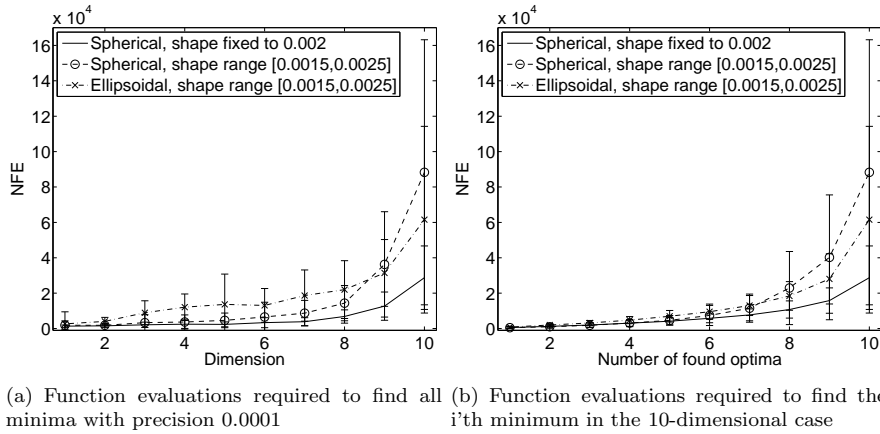 x 10⁴
16
14
12
10
8
6
4
2
0
NFE
Spherical, shape fixed to 0.002
Spherical, shape range [0.0015,0.0025]
Ellipsoidal, shape range [0.0015,0.0025]
2 4 6 8 10
Dimension
x 10⁴
16
14
12
10
8
6
4
2
0
NFE
Spherical, shape fixed to 0.002
Spherical, shape range [0.0015,0.0025]
Ellipsoidal, shape range [0.0015,0.0025]
2 4 6 8 10
Number of found optima
(a) Function evaluations required to find all
minima with precision 0.0001
(b) Function evaluations required to find the
i'th minimum in the 10-dimensional case